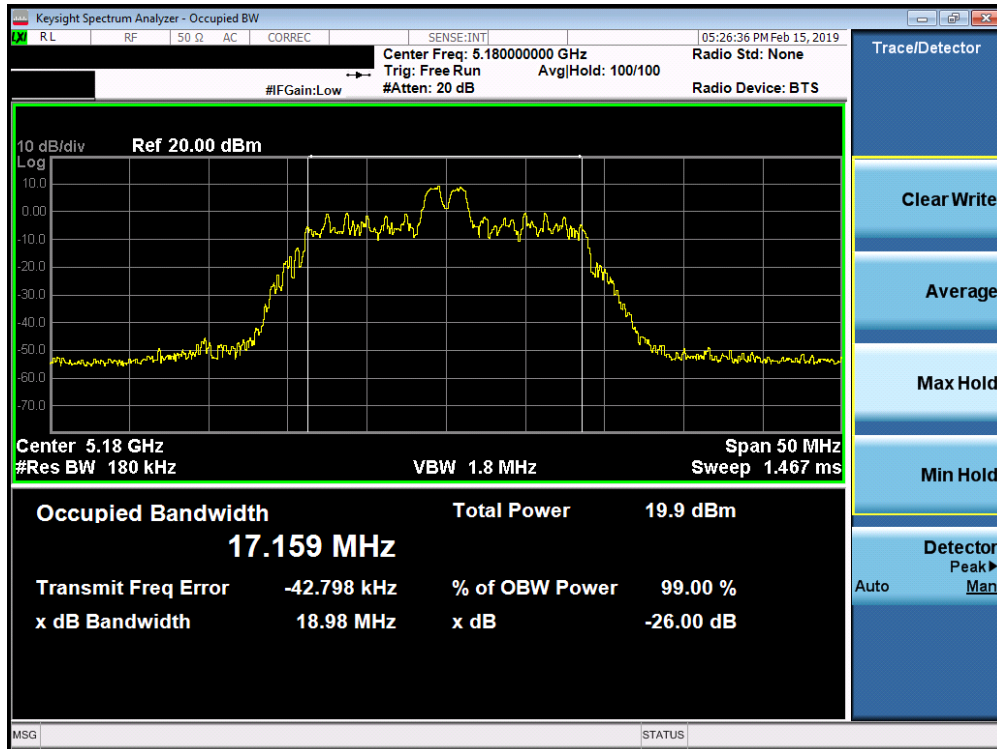 Keysight Spectrum Analyzer - Occupied BW
LXI RL RF 50 Ω AC CORREC SENSE:INT 05:26:36 PM Feb 15, 2019
Center Freq: 5.180000000 GHz Radio Std: None
Trig: Free Run Avg|Hold: 100/100
#IFGain:Low #Atten: 20 dB Radio Device: BTS
10 dB/div Ref 20.00 dBm
Log
10.0
0.00
-10.0
-20.0
-30.0
-40.0
-50.0
-60.0
-70.0
Center 5.18 GHz Span 50 MHz
#Res BW 180 kHz VBW 1.8 MHz Sweep 1.467 ms
Occupied Bandwidth Total Power 19.9 dBm
17.159 MHz
Transmit Freq Error -42.798 kHz % of OBW Power 99.00 %
x dB Bandwidth 18.98 MHz x dB -26.00 dB
MSG STATUS
Trace/Detector
Clear Write
Average
Max Hold
Min Hold
Detector
Peak▶
Auto Man